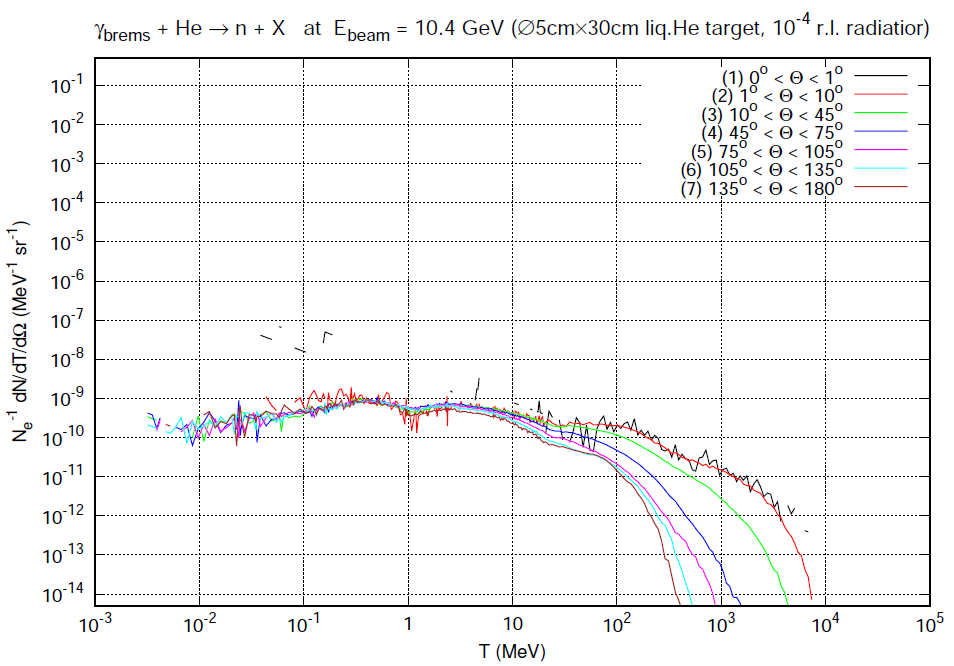 γbrems + He → n + X at Ebeam = 10.4 GeV (Ø5cm×30cm liq.He target, 10⁻⁴ r.l. radiatior)
(1) 0° < Θ < 1°
(2) 1° < Θ < 10°
(3) 10° < Θ < 45°
(4) 45° < Θ < 75°
(5) 75° < Θ < 105°
(6) 105° < Θ < 135°
(7) 135° < Θ < 180°
Ne⁻¹ dN/dT/dΩ (MeV⁻¹ sr⁻¹)
10⁻¹
10⁻²
10⁻³
10⁻⁴
10⁻⁵
10⁻⁶
10⁻⁷
10⁻⁸
10⁻⁹
10⁻¹⁰
10⁻¹¹
10⁻¹²
10⁻¹³
10⁻¹⁴
10⁻³ 10⁻² 10⁻¹ 1 10 10² 10³ 10⁴ 10⁵
T (MeV)